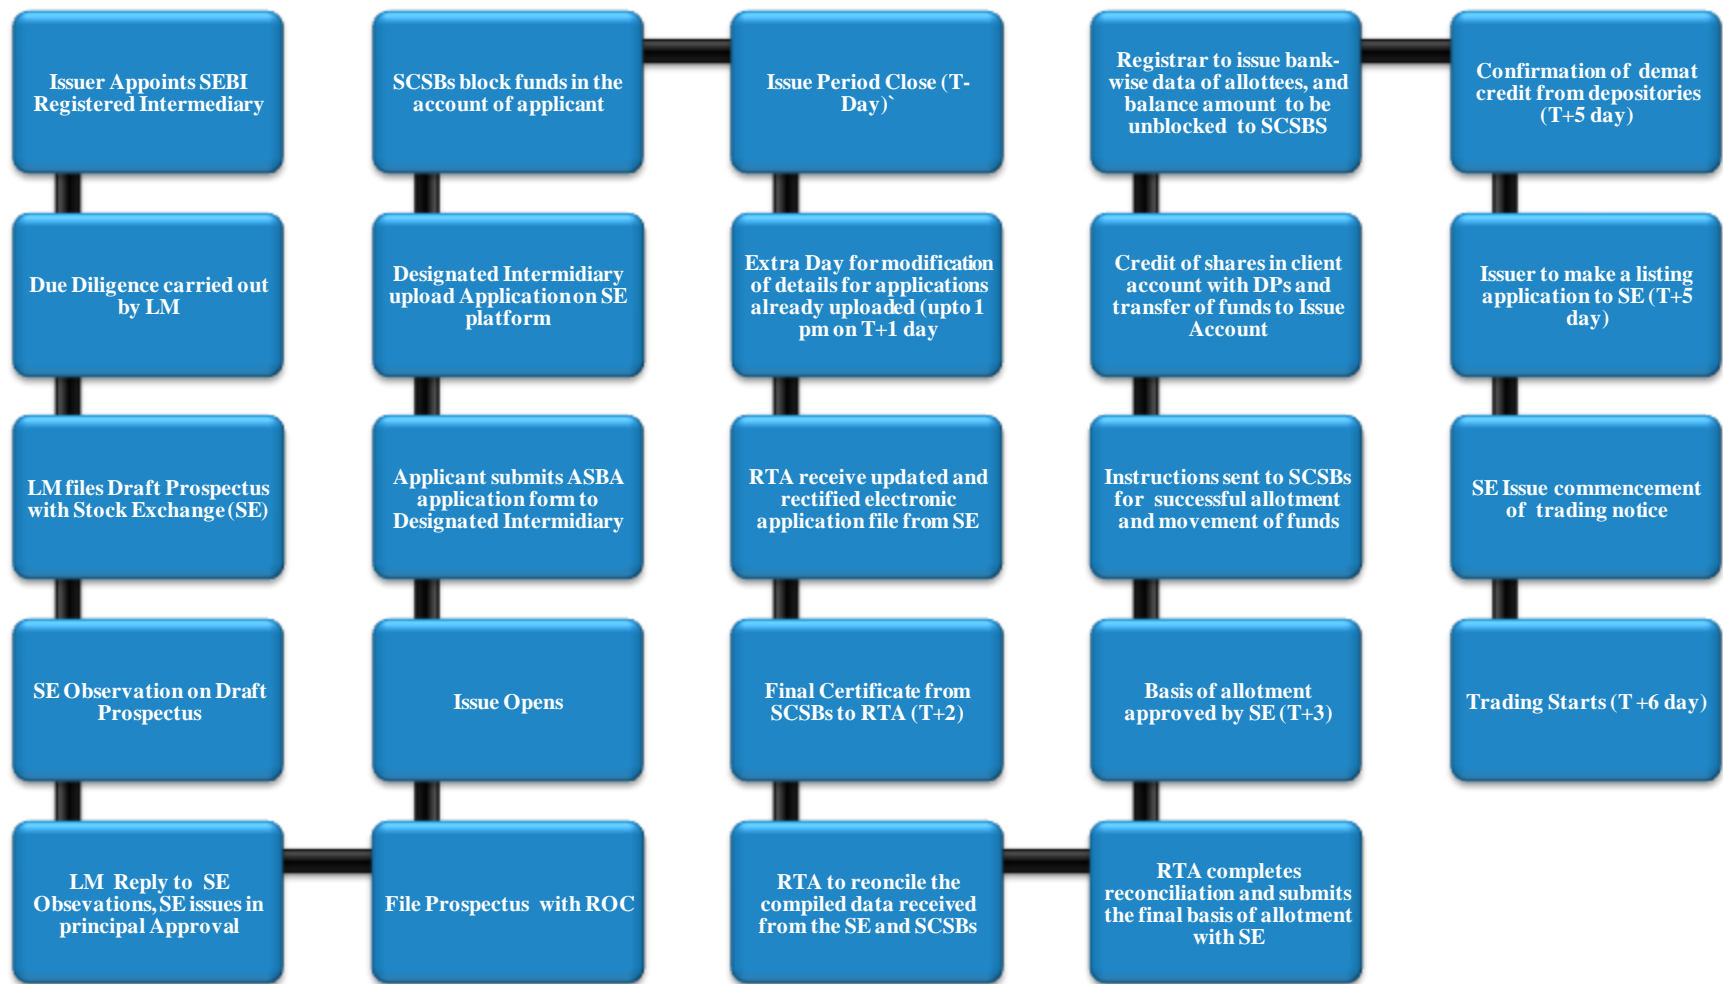 Issuer Appoints SEBI
Registered Intermediary
Due Diligence carried out
by LM
LM files Draft Prospectus
with Stock Exchange (SE)
SE Observation on Draft
Prospectus
LM Reply to SE
Obsevations, SE issues in
principal Approval
File Prospectus with ROC
Issue Opens
Applicant submits ASBA
application form to
Designated Intermidiary
Designated Intermidiary
upload Application on SE
platform
SCSBs block funds in the
account of applicant
Issue Period Close (T-
Day)`
Extra Day for modification
of details for applications
already uploaded (upto 1
pm on T+1 day
RTA receive updated and
rectified electronic
application file from SE
Final Certificate from
SCSBs to RTA (T+2)
RTA to reconcile the
compiled data received
from the SE and SCSBs
RTA completes
reconciliation and submits
the final basis of allotment
with SE
Basis of allotment
approved by SE (T+3)
Instructions sent to SCSBs
for successful allotment
and movement of funds
Credit of shares in client
account with DPs and
transfer of funds to Issue
Account
Registrar to issue bank-
wise data of allottees, and
balance amount to be
unblocked to SCSBS
Confirmation of demat
credit from depositories
(T+5 day)
Issuer to make a listing
application to SE (T+5
day)
SE Issue commencement
of trading notice
Trading Starts (T +6 day)